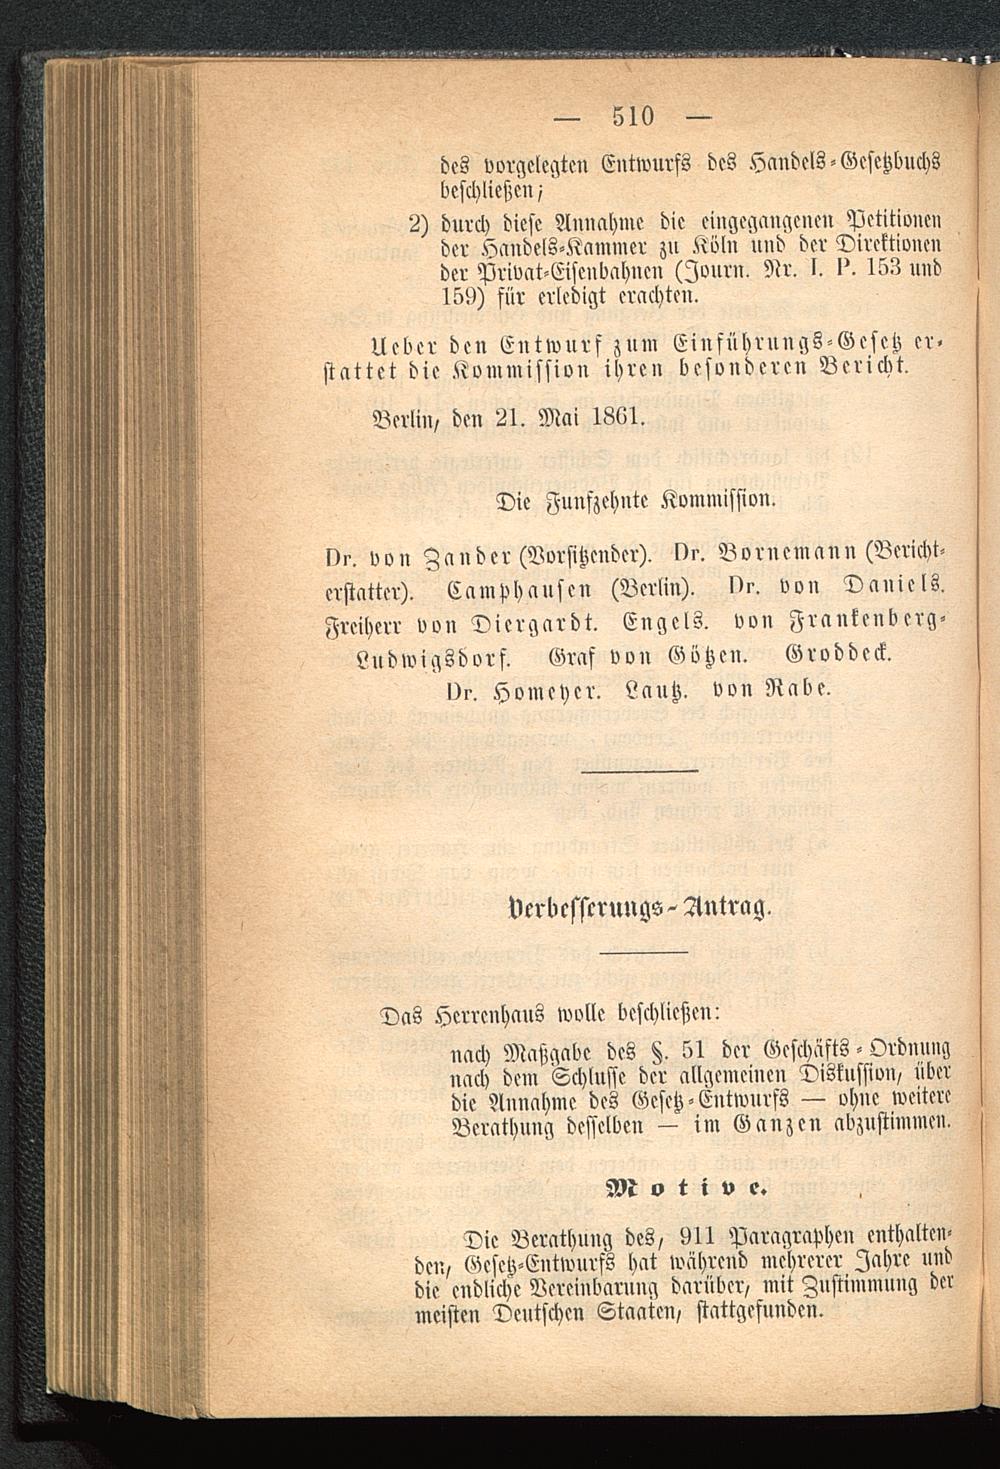 — 510 —
des vorgelegten Entwurfs des Handels-Gesetzbuchs
beschließen;
2) durch diese Annahme die eingegangenen Petitionen
der Handels-Kammer zu Köln und der Direktionen
der Privat-Eisenbahnen (Journ. Nr. I. P. 153 und
159) für erledigt erachten.
Ueber den Entwurf zum Einführungs-Gesetz er-
stattet die Kommission ihren besonderen Bericht.
Berlin, den 21. Mai 1861.
Die Funfzehnte Kommission.
Dr. von Zander (Vorsitzender). Dr. Bornemann (Bericht-
erstatter). Camphausen (Berlin). Dr. von Daniels.
Freiherr von Diergardt. Engels. von Frankenberg-
Ludwigsdorf. Graf von Götzen. Groddeck.
Dr. Homeyer. Lautz. von Rabe.
Verbesserungs-Antrag.
Das Herrenhaus wolle beschließen:
nach Maßgabe des §. 51 der Geschäfts-Ordnung
nach dem Schlusse der allgemeinen Diskussion, über
die Annahme des Gesetz-Entwurfs — ohne weitere
Berathung desselben — im Ganzen abzustimmen.
Motive.
Die Berathung des, 911 Paragraphen enthalten-
den, Gesetz-Entwurfs hat während mehrerer Jahre und
die endliche Vereinbarung darüber, mit Zustimmung der
meisten Deutschen Staaten, stattgefunden.